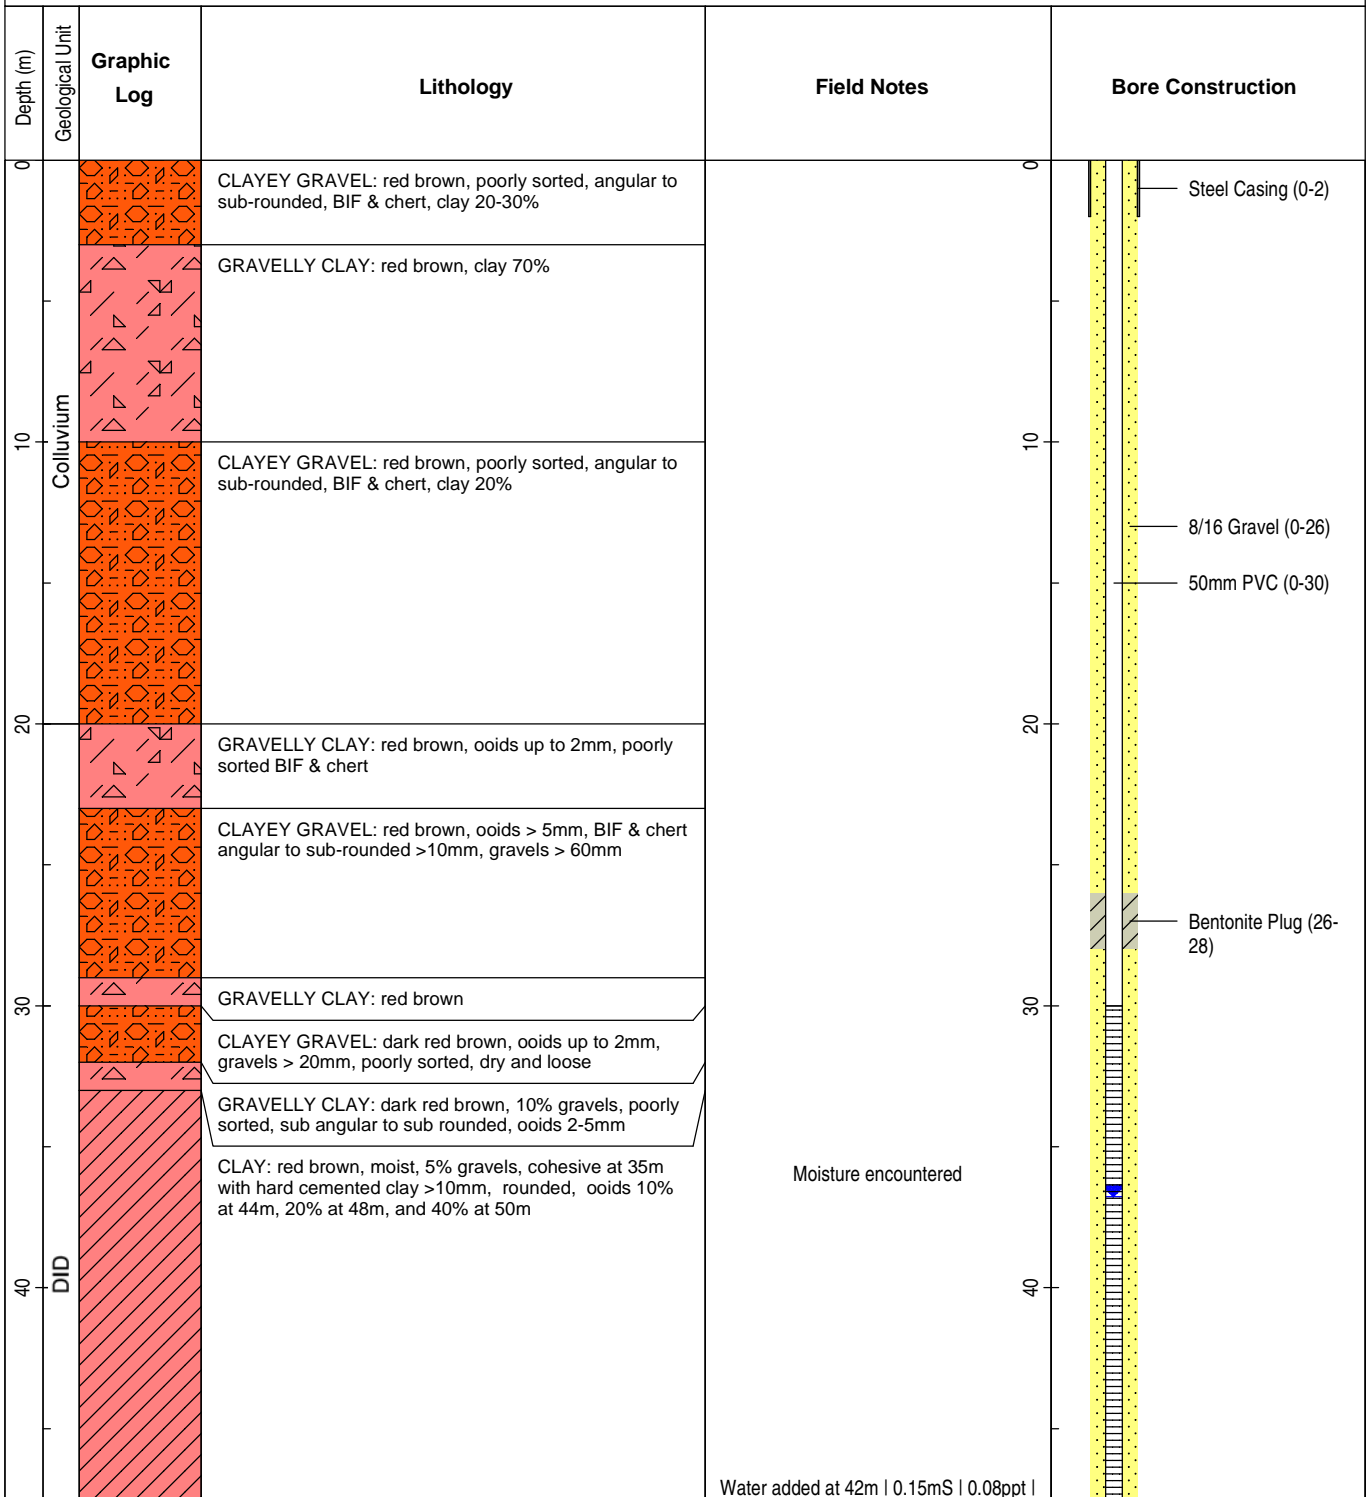 Depth (m)
Geological Unit
Graphic
Log
Lithology
Field Notes
Bore Construction
0
10
20
30
40
Colluvium
DID
CLAYEY GRAVEL: red brown, poorly sorted, angular to
sub-rounded, BIF & chert, clay 20-30%
GRAVELLY CLAY: red brown, clay 70%
CLAYEY GRAVEL: red brown, poorly sorted, angular to
sub-rounded, BIF & chert, clay 20%
GRAVELLY CLAY: red brown, ooids up to 2mm, poorly
sorted BIF & chert
CLAYEY GRAVEL: red brown, ooids > 5mm, BIF & chert
angular to sub-rounded >10mm, gravels > 60mm
GRAVELLY CLAY: red brown
CLAYEY GRAVEL: dark red brown, ooids up to 2mm,
gravels > 20mm, poorly sorted, dry and loose
GRAVELLY CLAY: dark red brown, 10% gravels, poorly
sorted, sub angular to sub rounded, ooids 2-5mm
CLAY: red brown, moist, 5% gravels, cohesive at 35m
with hard cemented clay >10mm, rounded, ooids 10%
at 44m, 20% at 48m, and 40% at 50m
Moisture encountered
Water added at 42m | 0.15mS | 0.08ppt |
0
10
20
30
40
Steel Casing (0-2)
8/16 Gravel (0-26)
50mm PVC (0-30)
Bentonite Plug (26-
28)